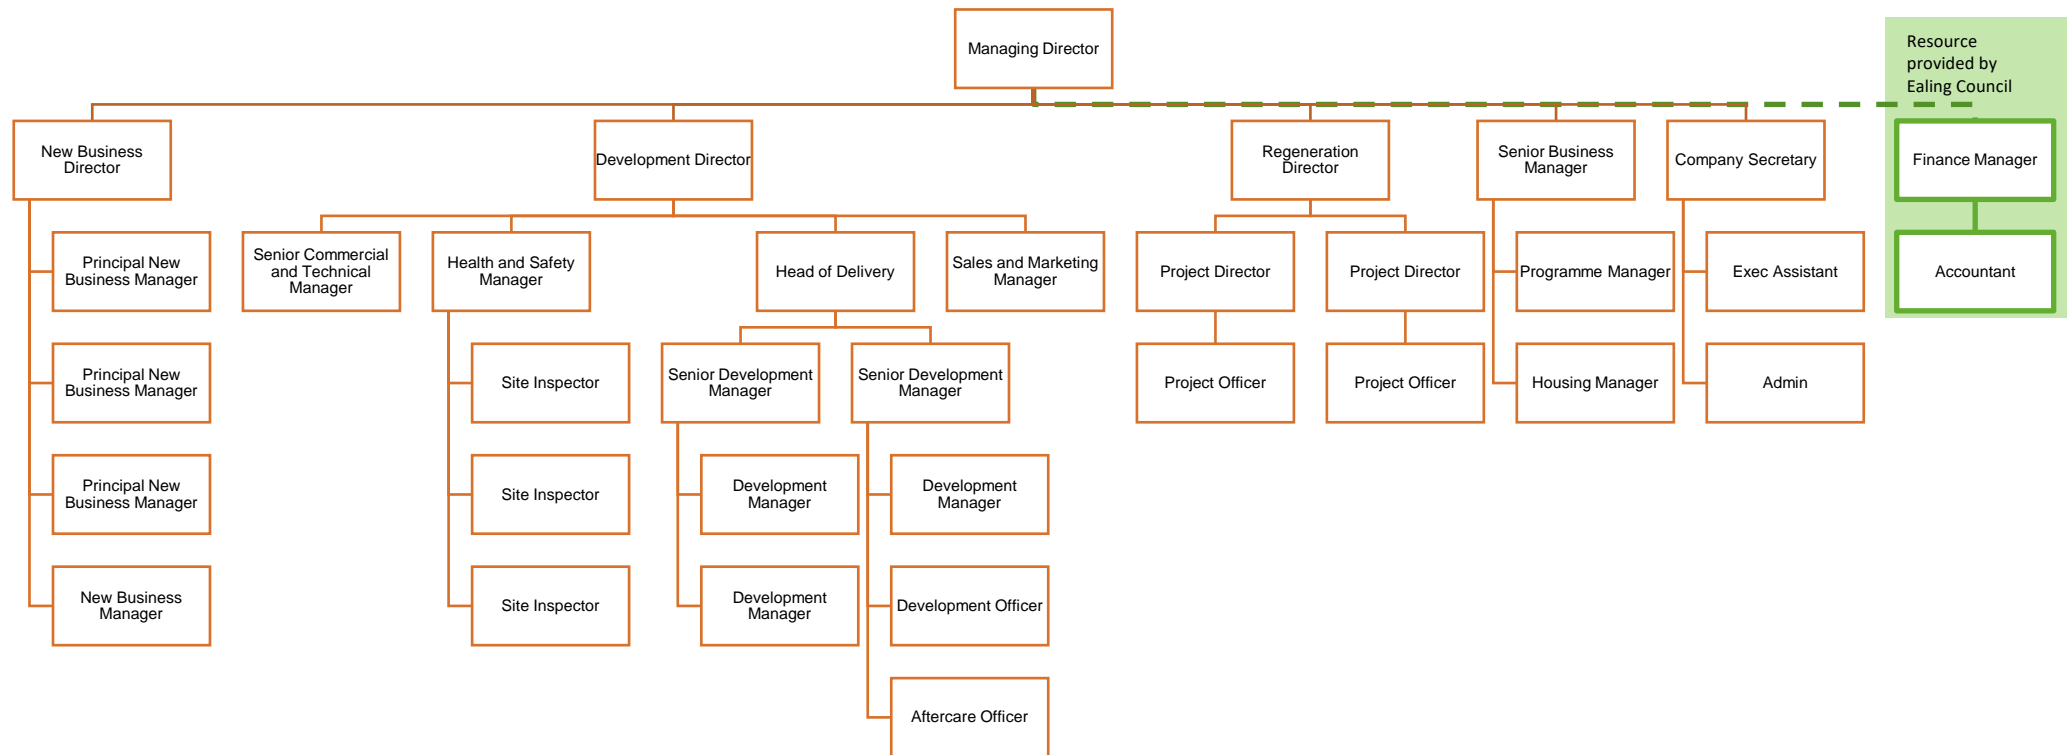 Managing Director
Resource
provided by
Ealing Council
New Business
Director
Development Director
Regeneration
Director
Senior Business
Manager
Company Secretary
Finance Manager
Principal New
Business Manager
Senior Commercial
and Technical
Manager
Health and Safety
Manager
Head of Delivery
Sales and Marketing
Manager
Project Director
Project Director
Programme Manager
Exec Assistant
Accountant
Principal New
Business Manager
Site Inspector
Senior Development
Manager
Senior Development
Manager
Project Officer
Project Officer
Housing Manager
Admin
Principal New
Business Manager
Site Inspector
Development
Manager
Development
Manager
New Business
Manager
Site Inspector
Development
Manager
Development Officer
Aftercare Officer